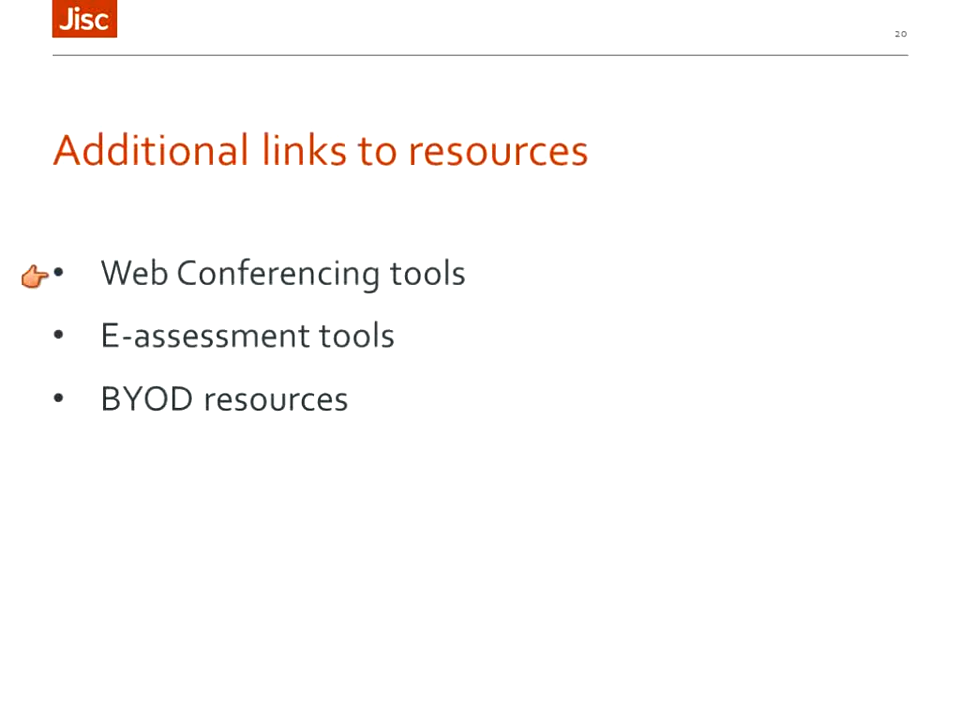 Jisc
20
Additional links to resources
• Web Conferencing tools
• E-assessment tools
• BYOD resources